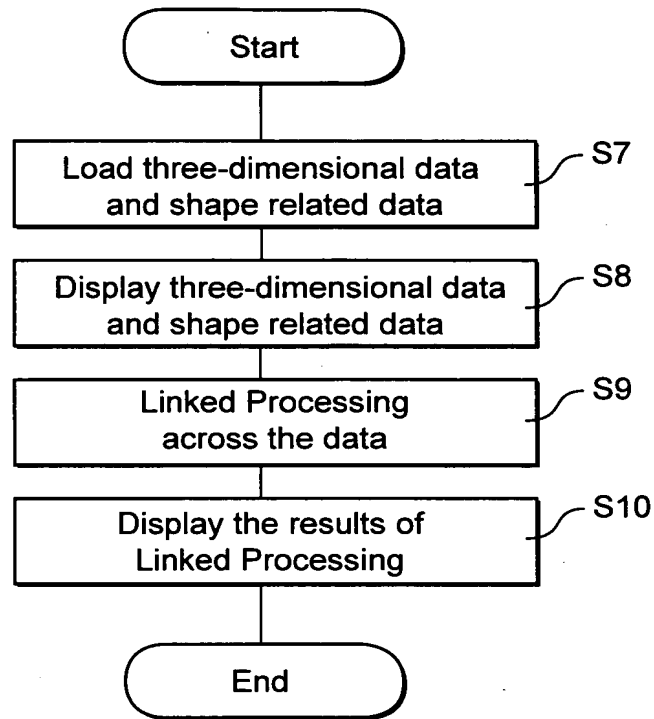 Start
Load three-dimensional data
and shape related data
S7
Display three-dimensional data
and shape related data
S8
Linked Processing
across the data
S9
Display the results of
Linked Processing
S10
End